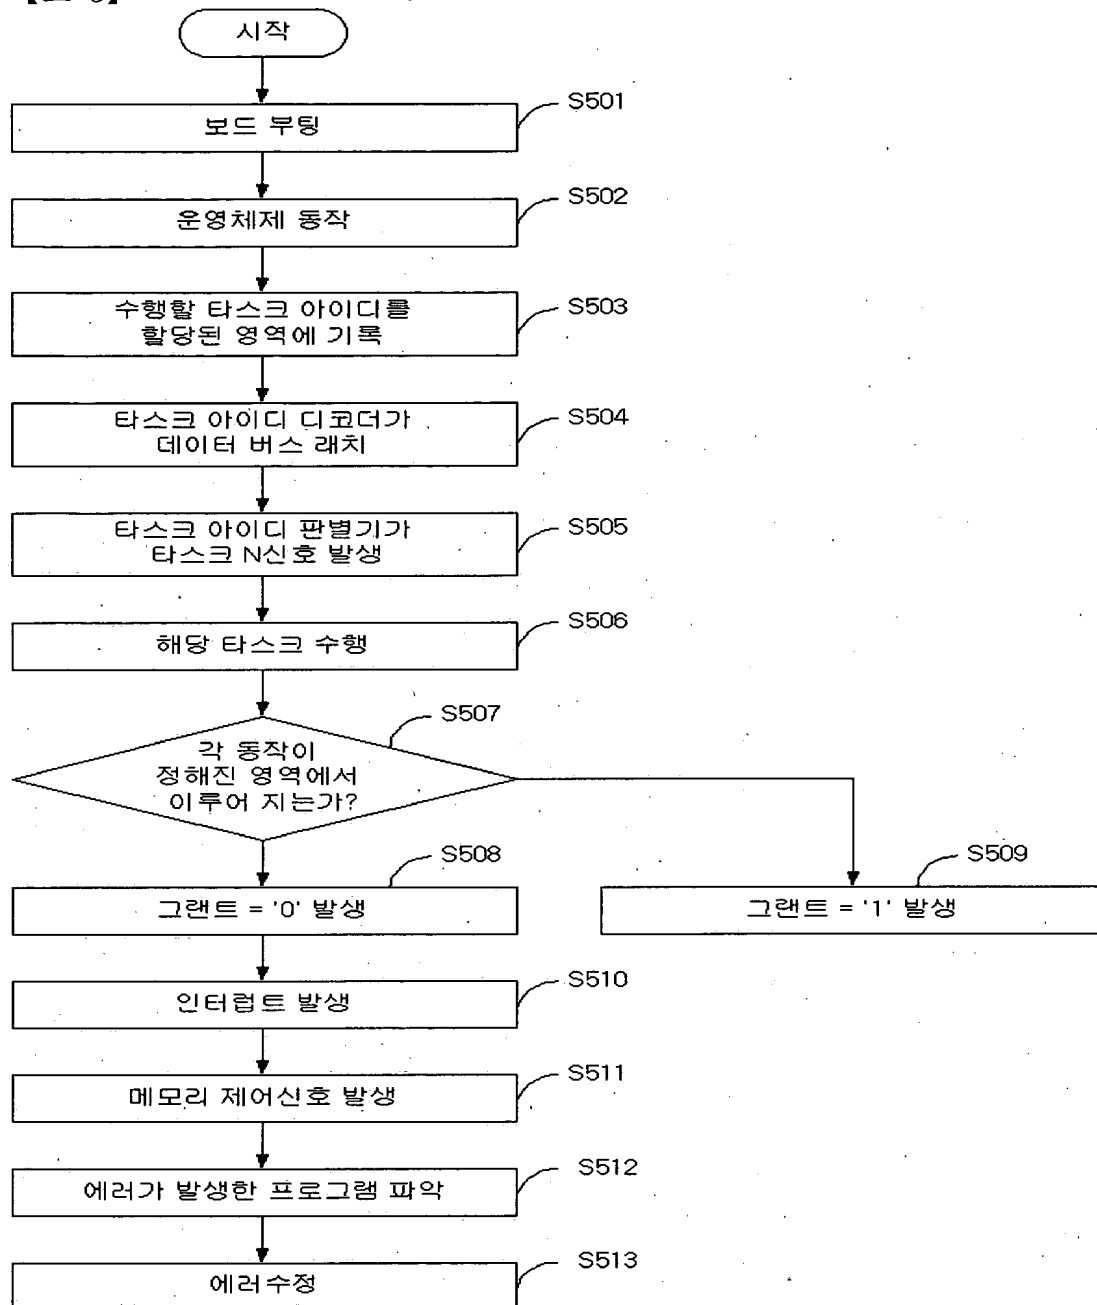 시작
S501
보드 부팅
S502
운영체제 동작
S503
수행할 타스크 아이디를
할당된 영역에 기록
S504
타스크 아이디 디코더가
데이터 버스 래치
S505
타스크 아이디 판별기가
타스크 N신호 발생
S506
해당 타스크 수행
S507
각 동작이
정해진 영역에서
이루어 지는가?
S508
그랜트 = '0' 발생
S509
그랜트 = '1' 발생
S510
인터럽트 발생
S511
메모리 제어신호 발생
S512
에러가 발생한 프로그램 파악
S513
에러수정